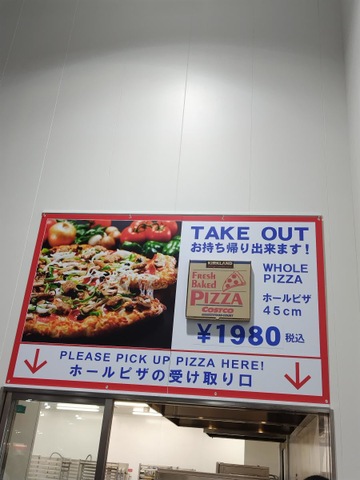 TAKE OUT
お持ち帰り出来ます！
KIRKLAND
FRESH
BAKED
PIZZA
COSTCO
WHOLE
PIZZA
ホールピザ
45cm
¥1980 税込
PLEASE PICK UP PIZZA HERE!
ホールピザの受け取り口